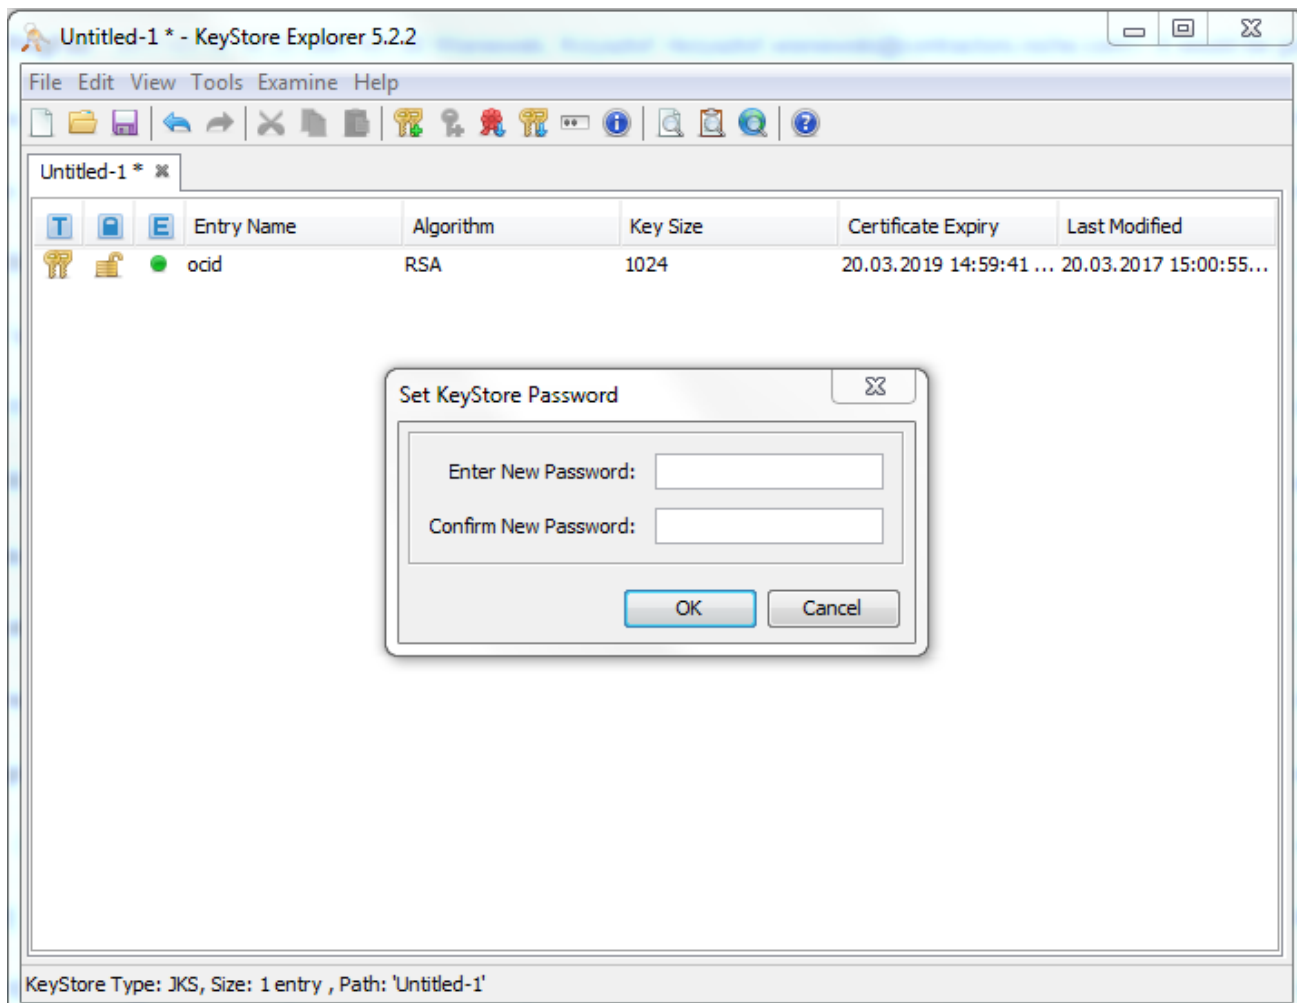 Untitled-1 * - KeyStore Explorer 5.2.2
File Edit View Tools Examine Help
Untitled-1 *
T E Entry Name Algorithm Key Size Certificate Expiry Last Modified
ocid RSA 1024 20.03.2019 14:59:41 ... 20.03.2017 15:00:55...
Set KeyStore Password
Enter New Password:
Confirm New Password:
OK Cancel
KeyStore Type: JKS, Size: 1 entry , Path: 'Untitled-1'